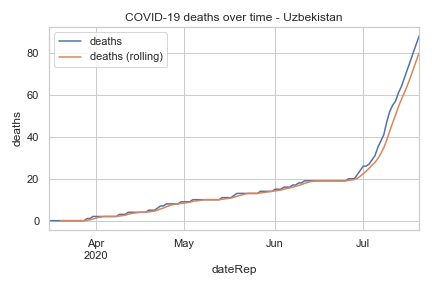 COVID-19 deaths over time - Uzbekistan
deaths
deaths (rolling)
80
60
40
20
0
deaths
Apr
2020
May
Jun
Jul
dateRep